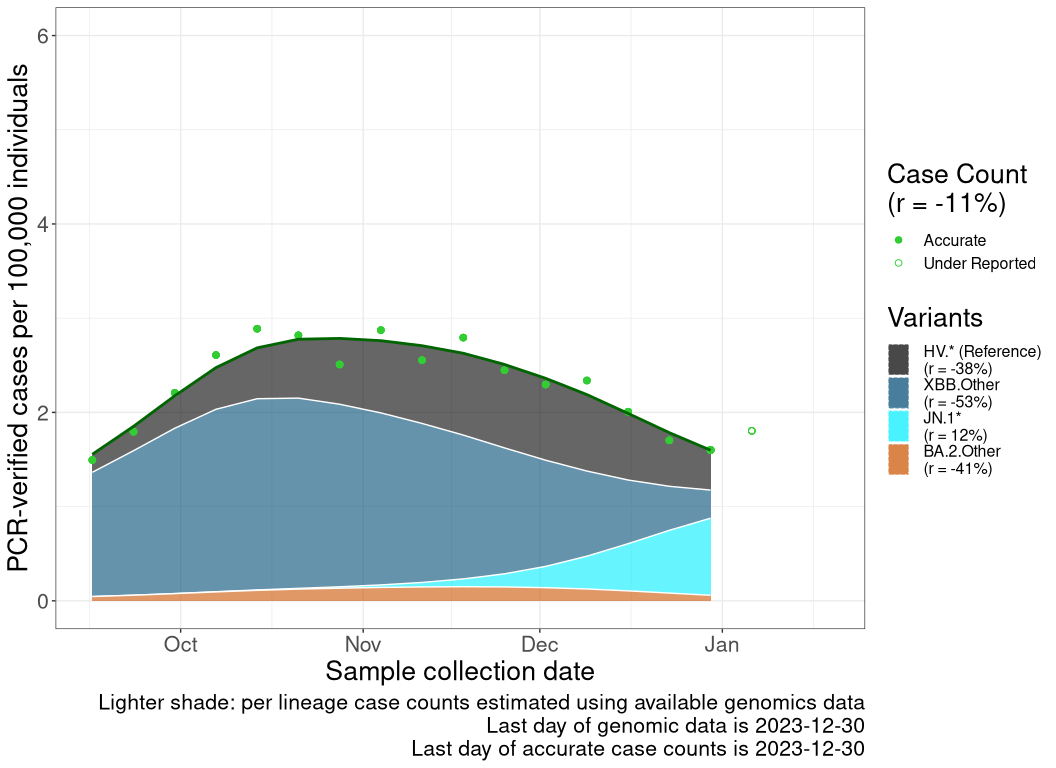 6
4
2
0
PCR-verified cases per 100,000 individuals
Oct
Nov
Dec
Jan
Sample collection date
Case Count
(r = -11%)
Accurate
Under Reported
Variants
HV.* (Reference)
(r = -38%)
XBB.Other
(r = -53%)
JN.1*
(r = 12%)
BA.2.Other
(r = -41%)
Lighter shade: per lineage case counts estimated using available genomics data
Last day of genomic data is 2023-12-30
Last day of accurate case counts is 2023-12-30